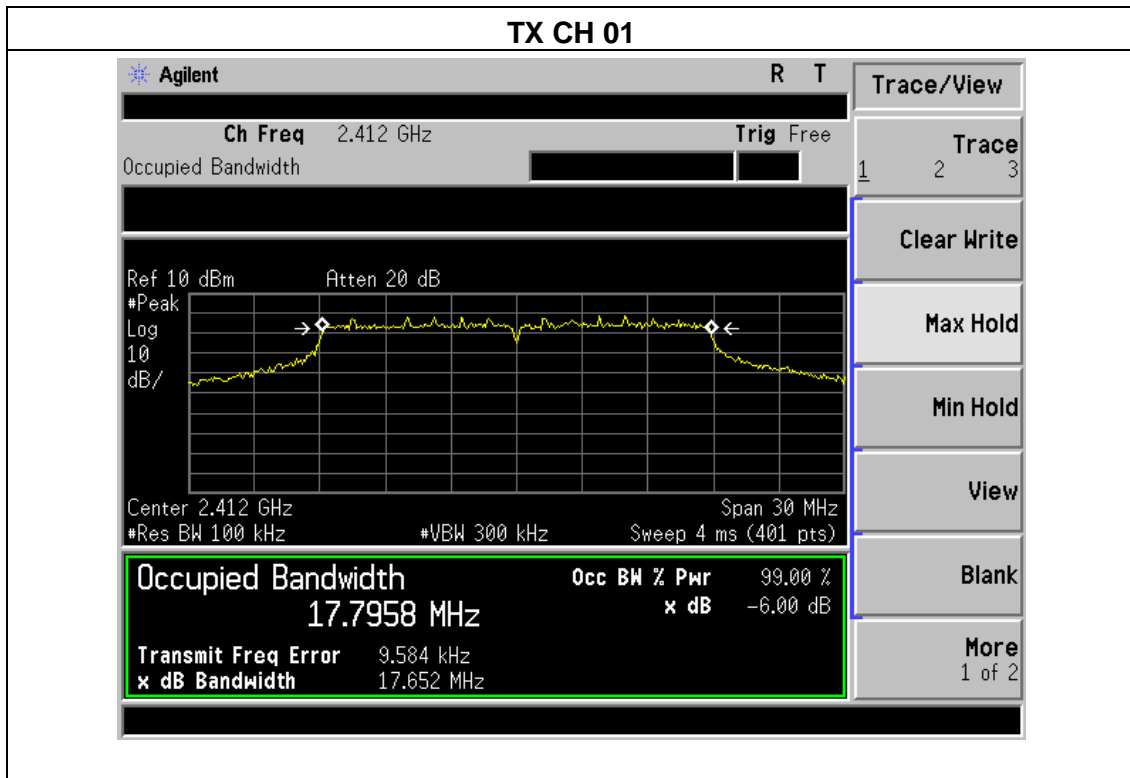 TX CH 01
Agilent R T
Trace/View
Ch Freq 2.412 GHz Trig Free
Occupied Bandwidth
Trace
1 2 3
Clear Write
Max Hold
Min Hold
View
Blank
More
1 of 2
Ref 10 dBm Atten 20 dB
#Peak
Log
10
dB/
Center 2.412 GHz Span 30 MHz
#Res BW 100 kHz #VBW 300 kHz Sweep 4 ms (401 pts)
Occupied Bandwidth Occ BW % Pwr 99.00 %
17.7958 MHz x dB -6.00 dB
Transmit Freq Error 9.584 kHz
x dB Bandwidth 17.652 MHz